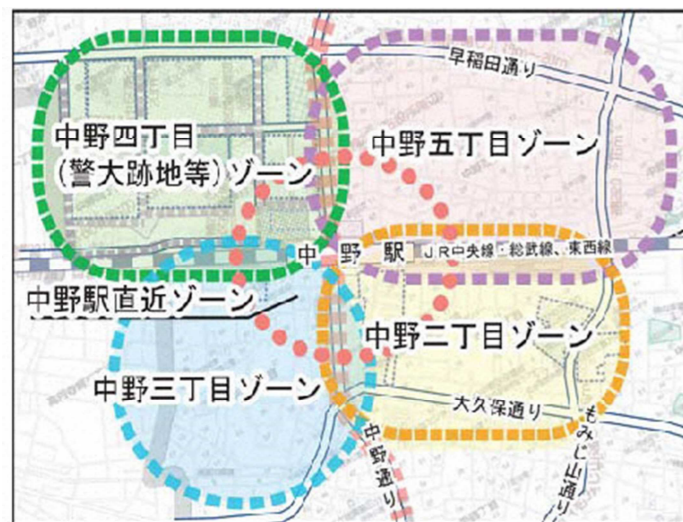 早稲田通り
中野四丁目
(警大跡地等)ゾーン
中野五丁目ゾーン
中野駅
JR中央線・総武線、東西線
中野駅直近ゾーン
中野二丁目ゾーン
中野三丁目ゾーン
大久保通り
中野通り
もみじ山通り